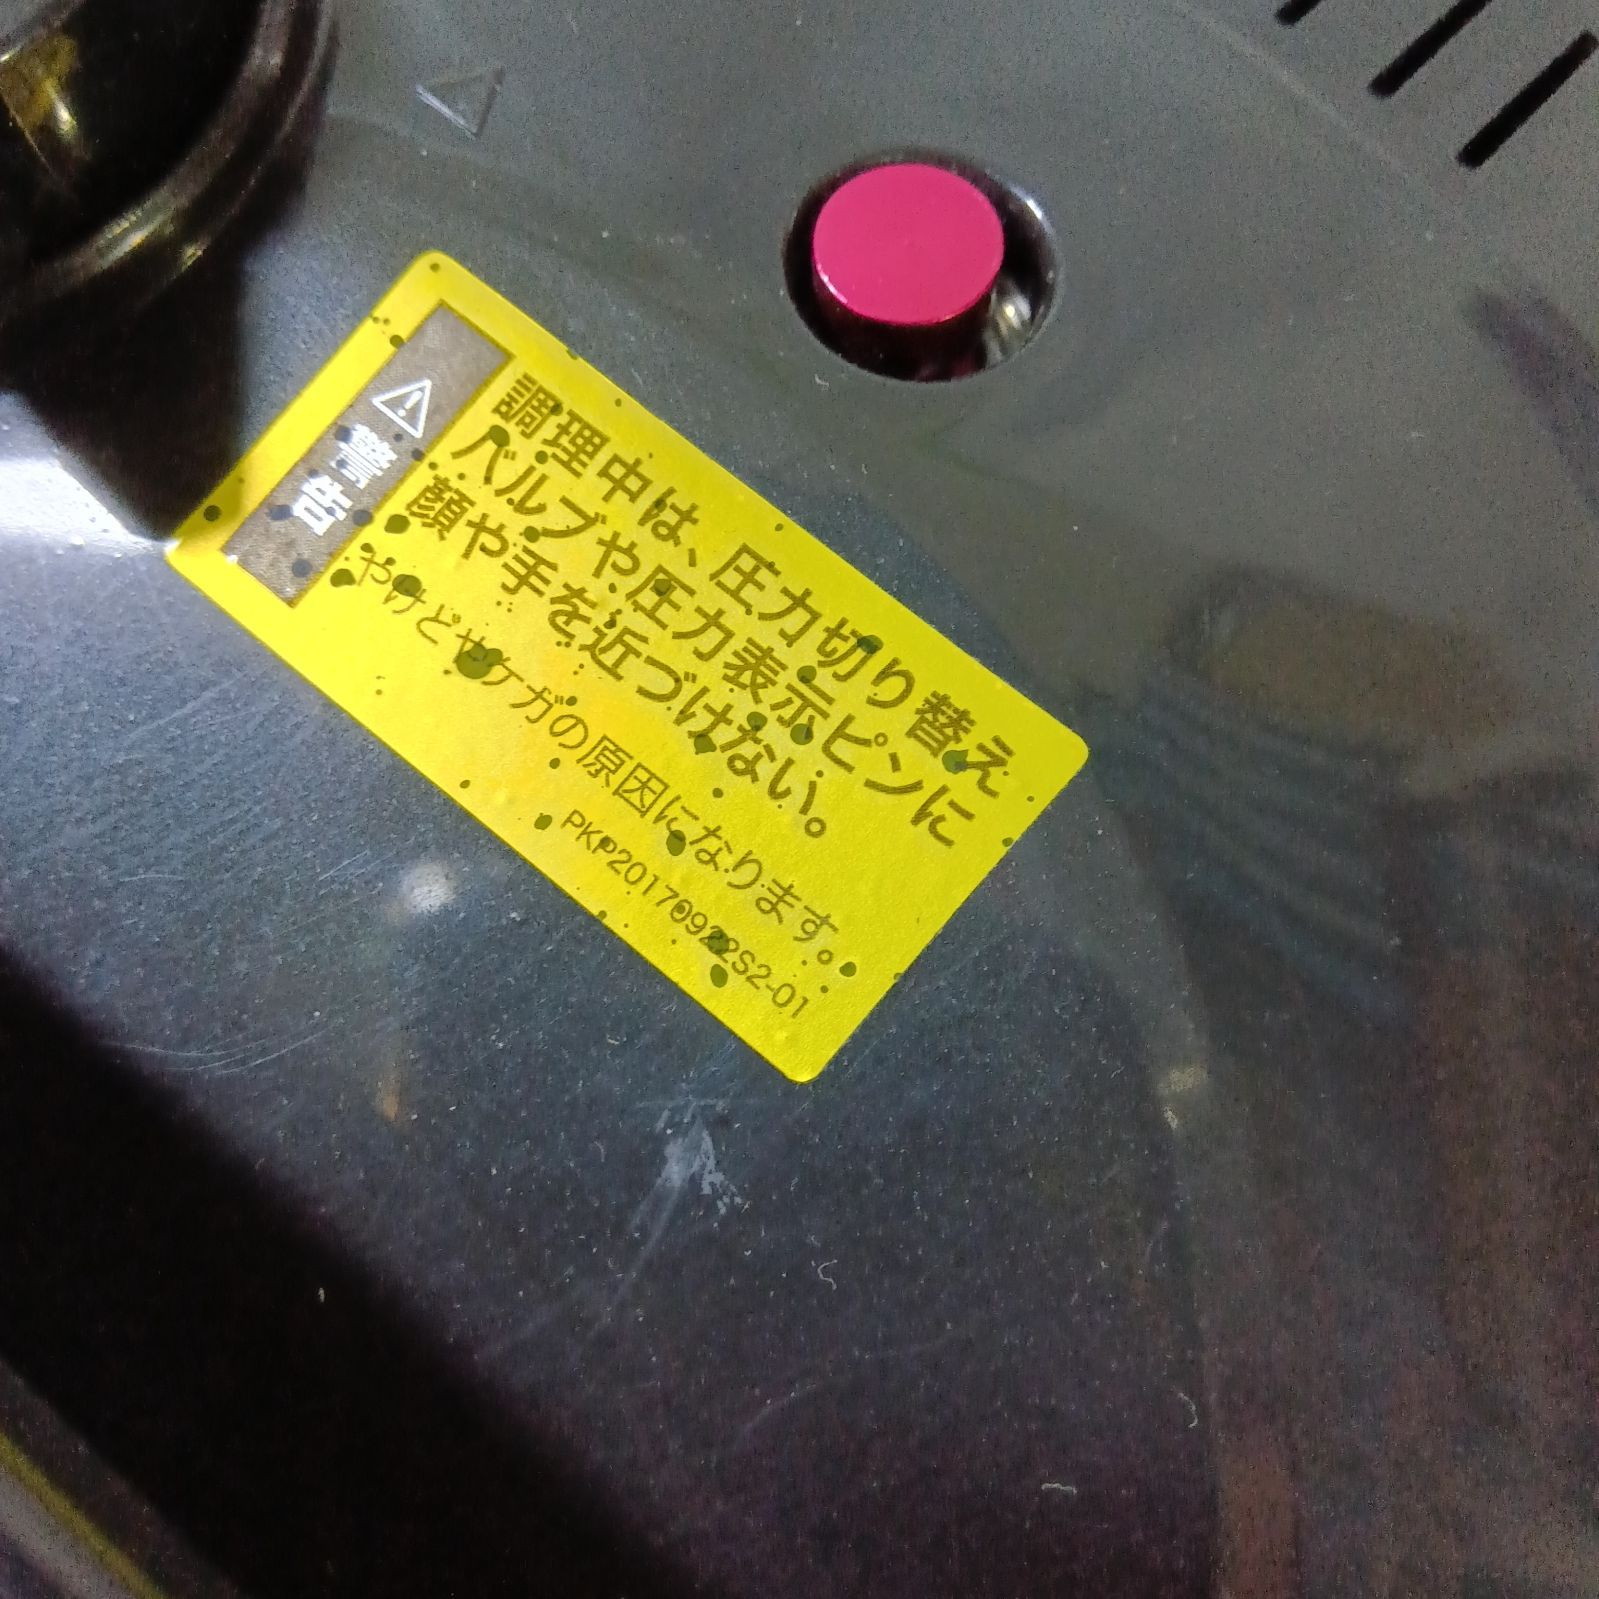 警告
調理中は、圧力切り替え
バルブや圧力表示ピンに
顔や手を近づけない。
やけどやケガの原因になります。
PKP20170922S2-01